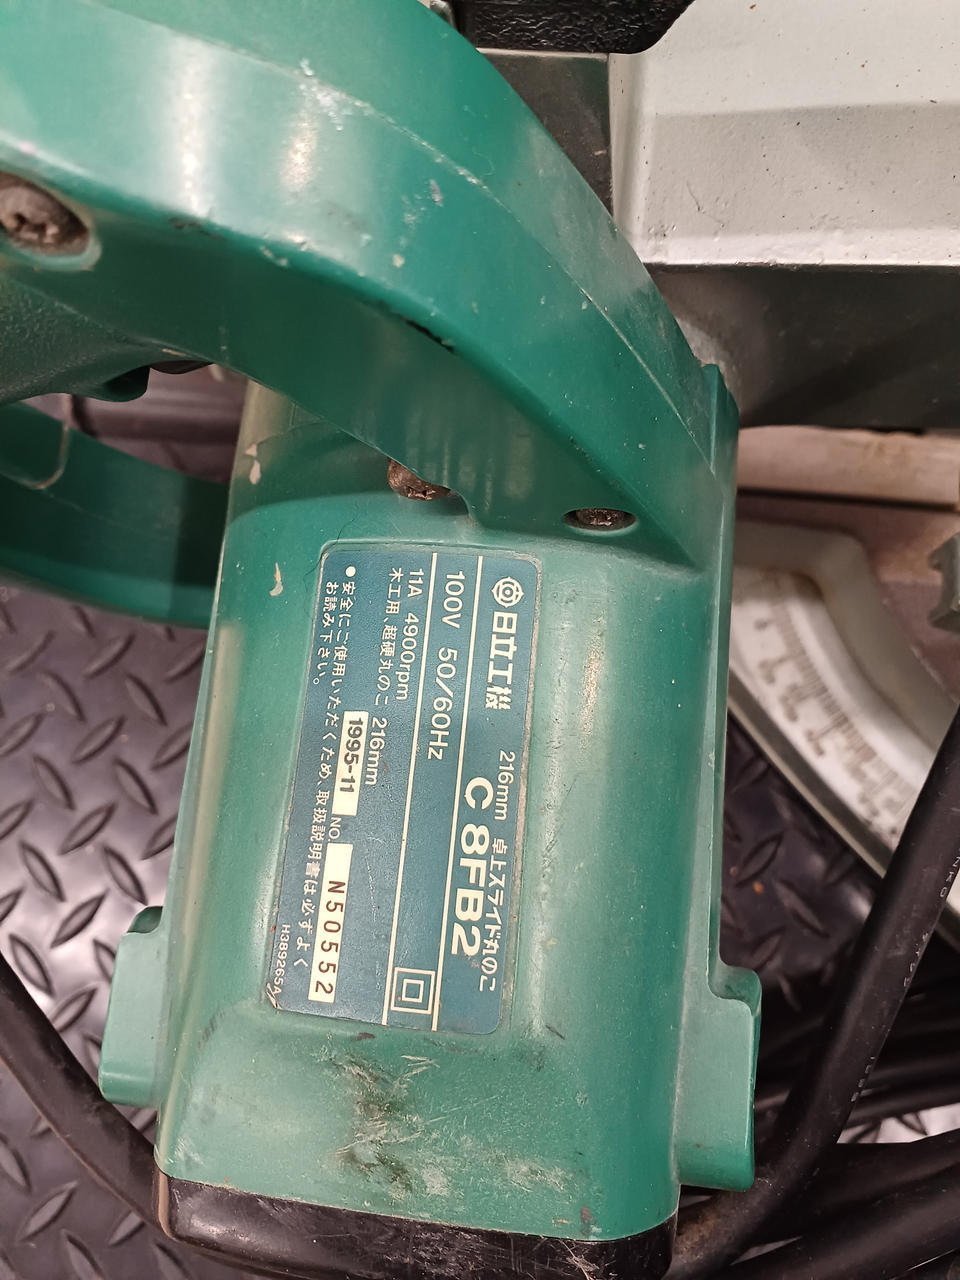 日立工機
216mm 卓上スライド丸のこ
C 8FB2
100V 50/60Hz
11A 4900rpm
木工用、超硬丸のこ 216mm
1995-11 NO. N50552
●安全にご使用いただくため、取扱説明書は必ずよく
お読み下さい。
H389265A